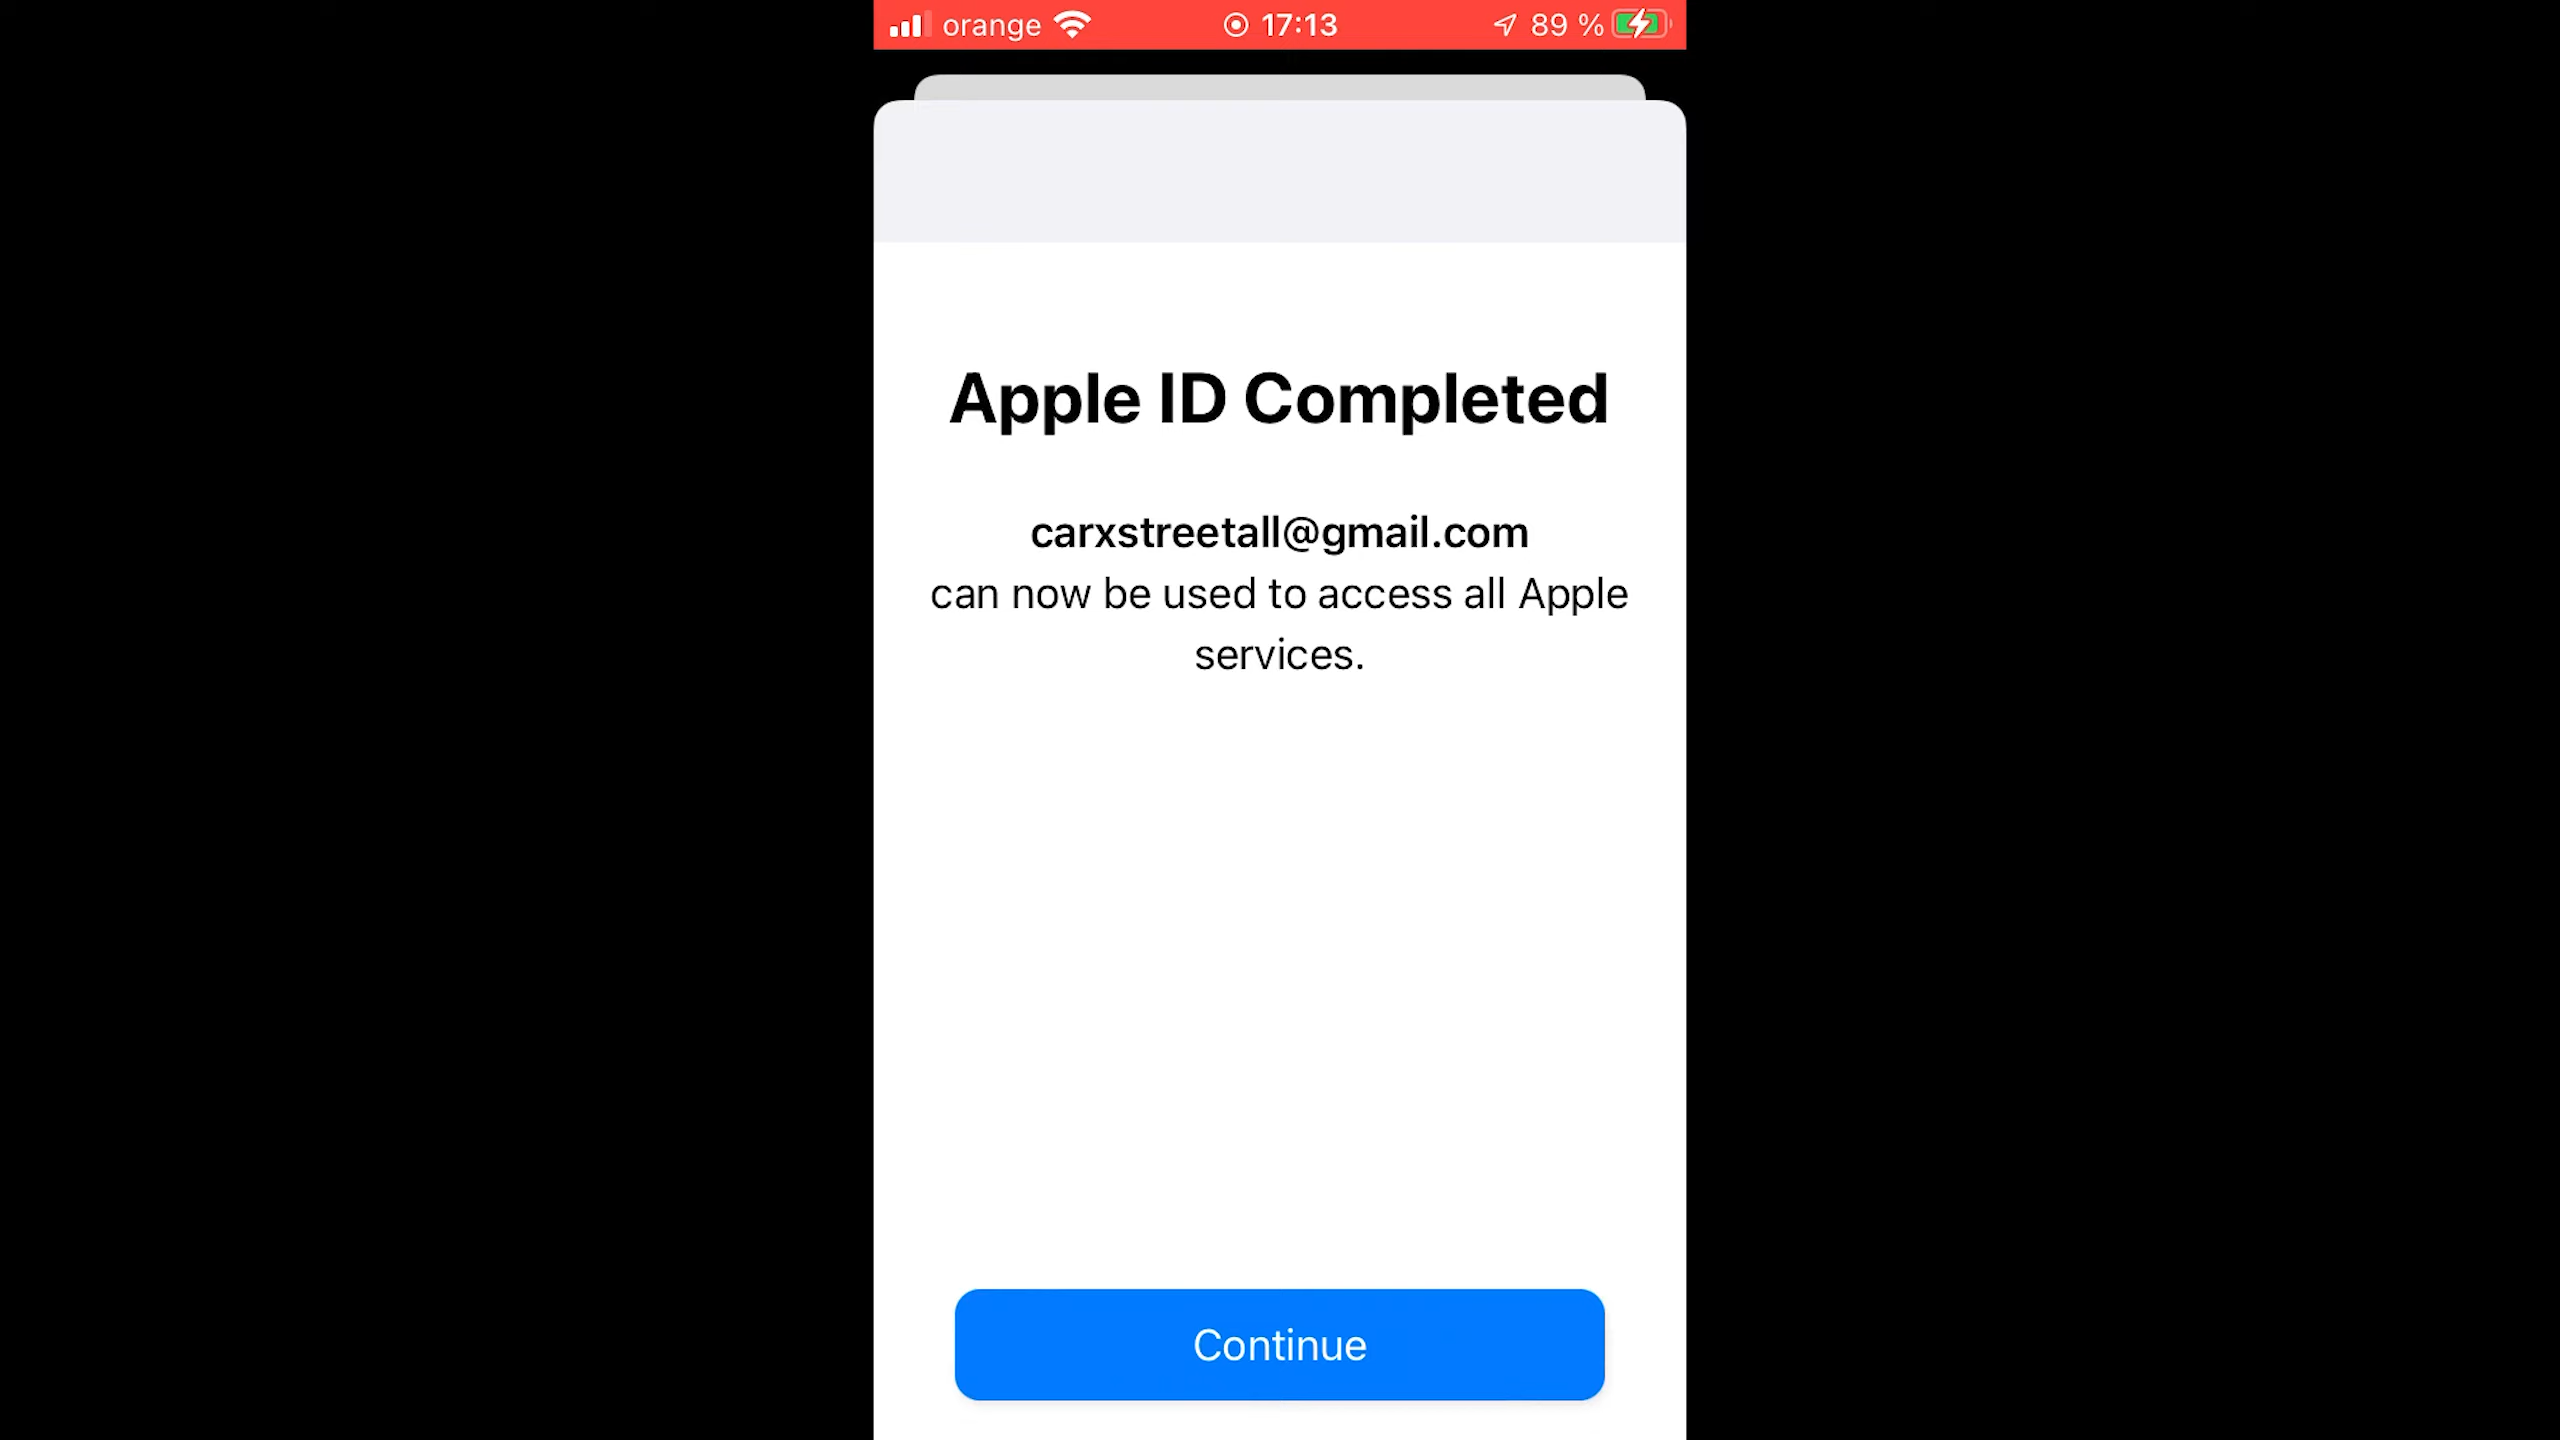 orange 17:13 89 %
Apple ID Completed
carxstreetall@gmail.com
can now be used to access all Apple
services.
Continue